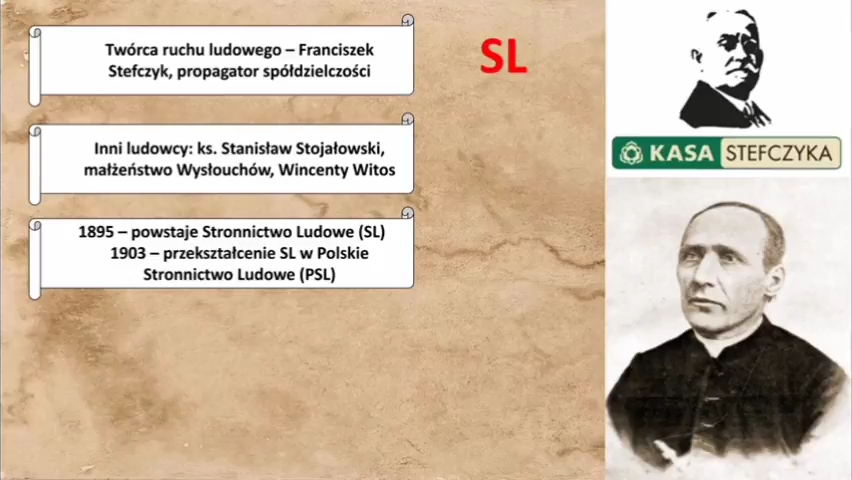 Twórca ruchu ludowego – Franciszek
Stefczyk, propagator spółdzielczości
SL
Inni ludowcy: ks. Stanisław Stojałowski,
małżeństwo Wysłouchów, Wincenty Witos
1895 – powstaje Stronnictwo Ludowe (SL)
1903 – przekształcenie SL w Polskie
Stronnictwo Ludowe (PSL)
KASA STEFCZYKA